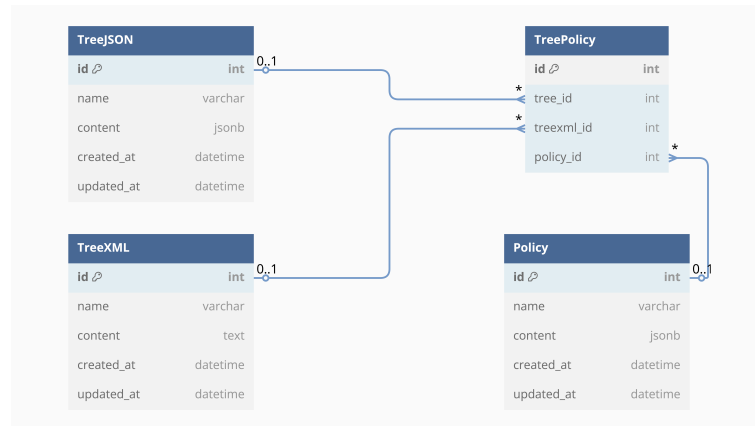 TreeJSON
id int
name varchar
content jsonb
created_at datetime
updated_at datetime
0..1
TreePolicy
id int
* tree_id int
* treexml_id int
policy_id int *
TreeXML
id int
name varchar
content text
created_at datetime
updated_at datetime
0..1
Policy
id int
name varchar
content jsonb
created_at datetime
updated_at datetime
0..1